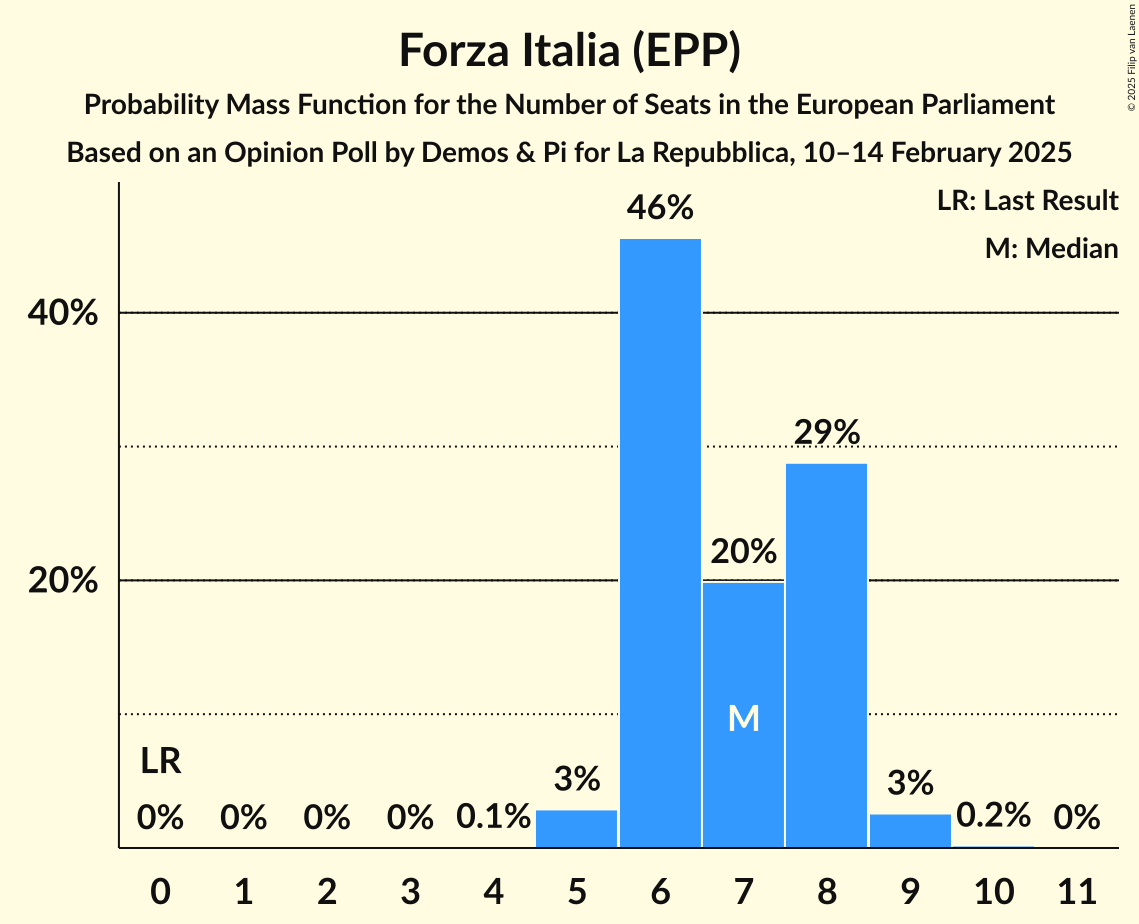 Forza Italia (EPP)
Probability Mass Function for the Number of Seats in the European Parliament
Based on an Opinion Poll by Demos & Pi for La Repubblica, 10–14 February 2025
© 2025 Filip van Laenen
LR: Last Result
M: Median
46%
40%
29%
20%
20%
M
LR
3%
3%
0% 0% 0% 0% 0.1% 0.2% 0%
0 1 2 3 4 5 6 7 8 9 10 11